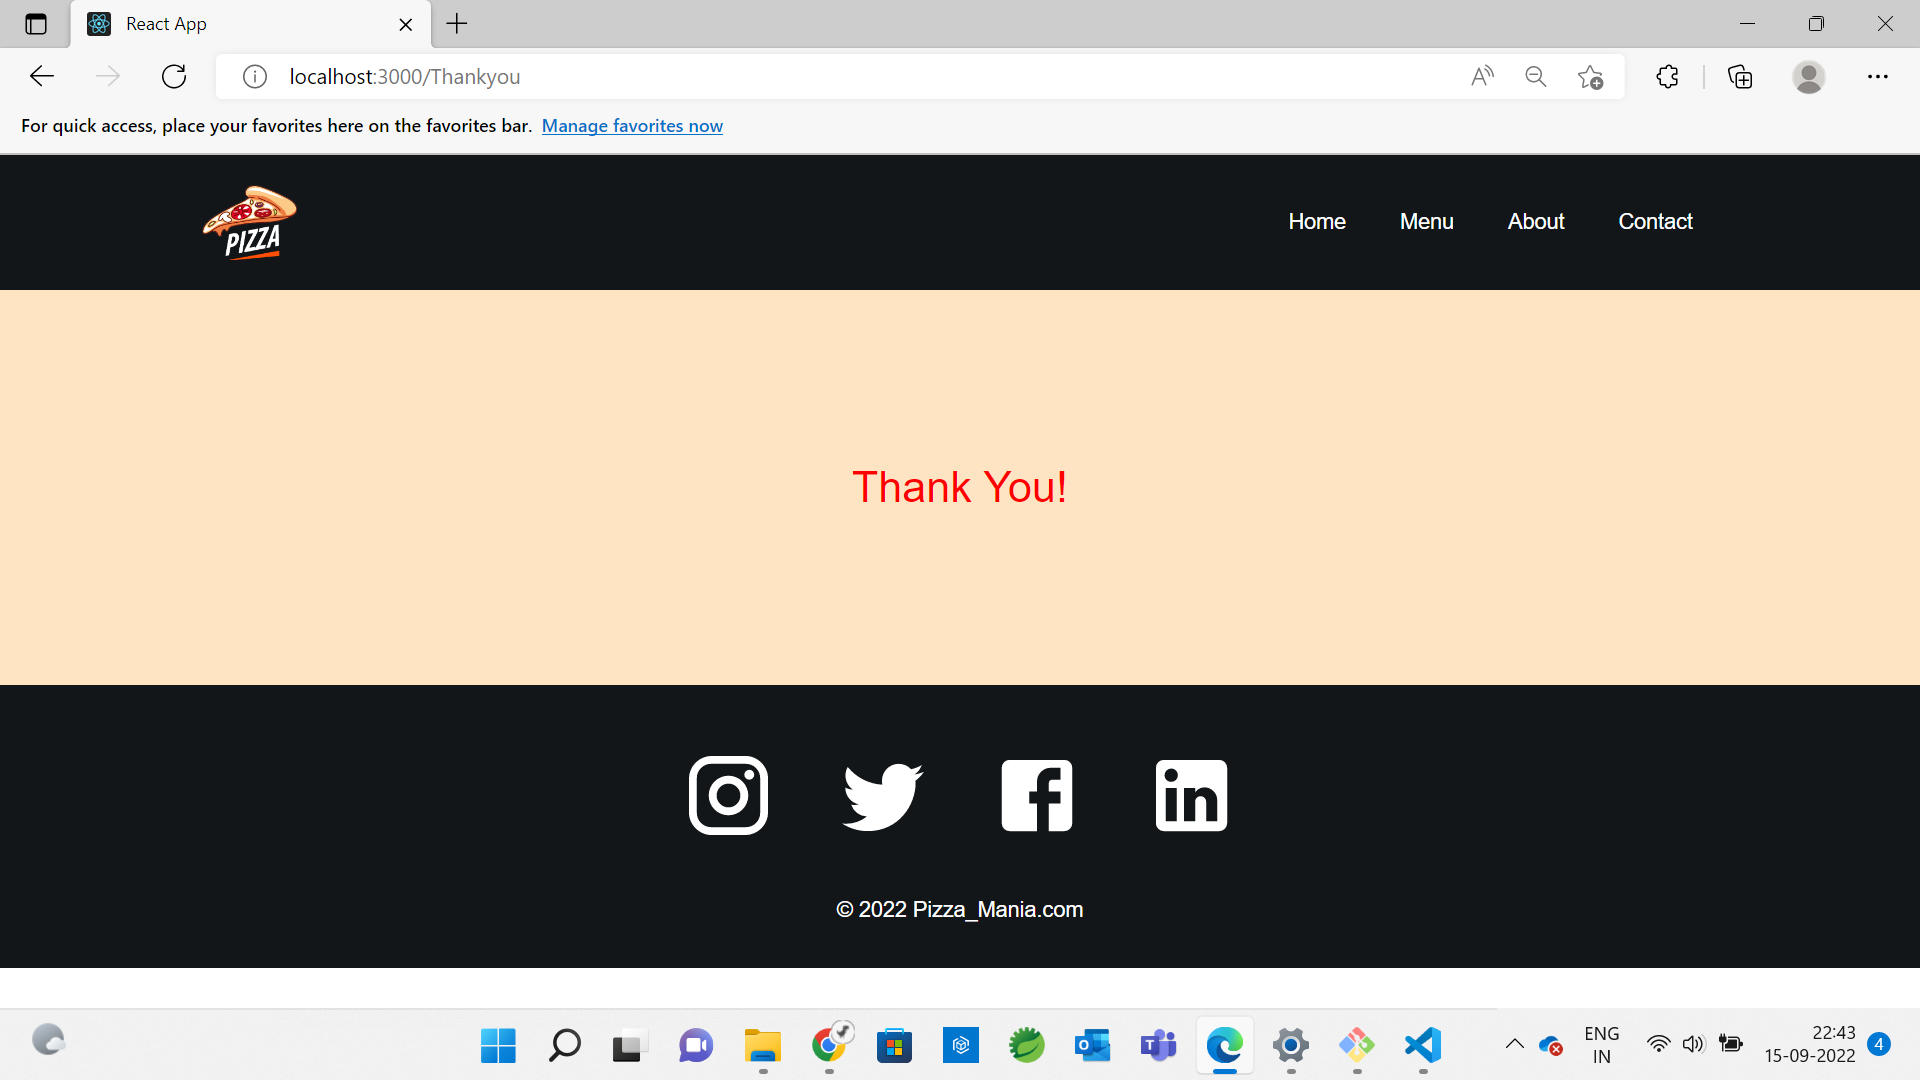 React App
localhost:3000/Thankyou
For quick access, place your favorites here on the favorites bar. Manage favorites now
PIZZA
Home Menu About Contact
Thank You!
© 2022 Pizza_Mania.com
ENG
IN
22:43
15-09-2022
4